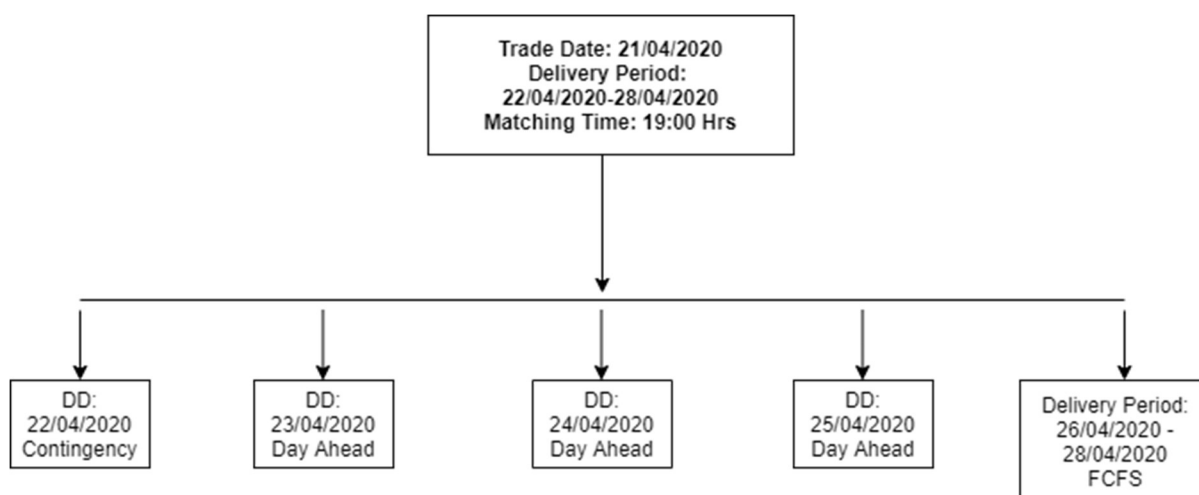 Trade Date: 21/04/2020
Delivery Period:
22/04/2020-28/04/2020
Matching Time: 19:00 Hrs
DD:
22/04/2020
Contingency
DD:
23/04/2020
Day Ahead
DD:
24/04/2020
Day Ahead
DD:
25/04/2020
Day Ahead
Delivery Period:
26/04/2020 -
28/04/2020
FCFS